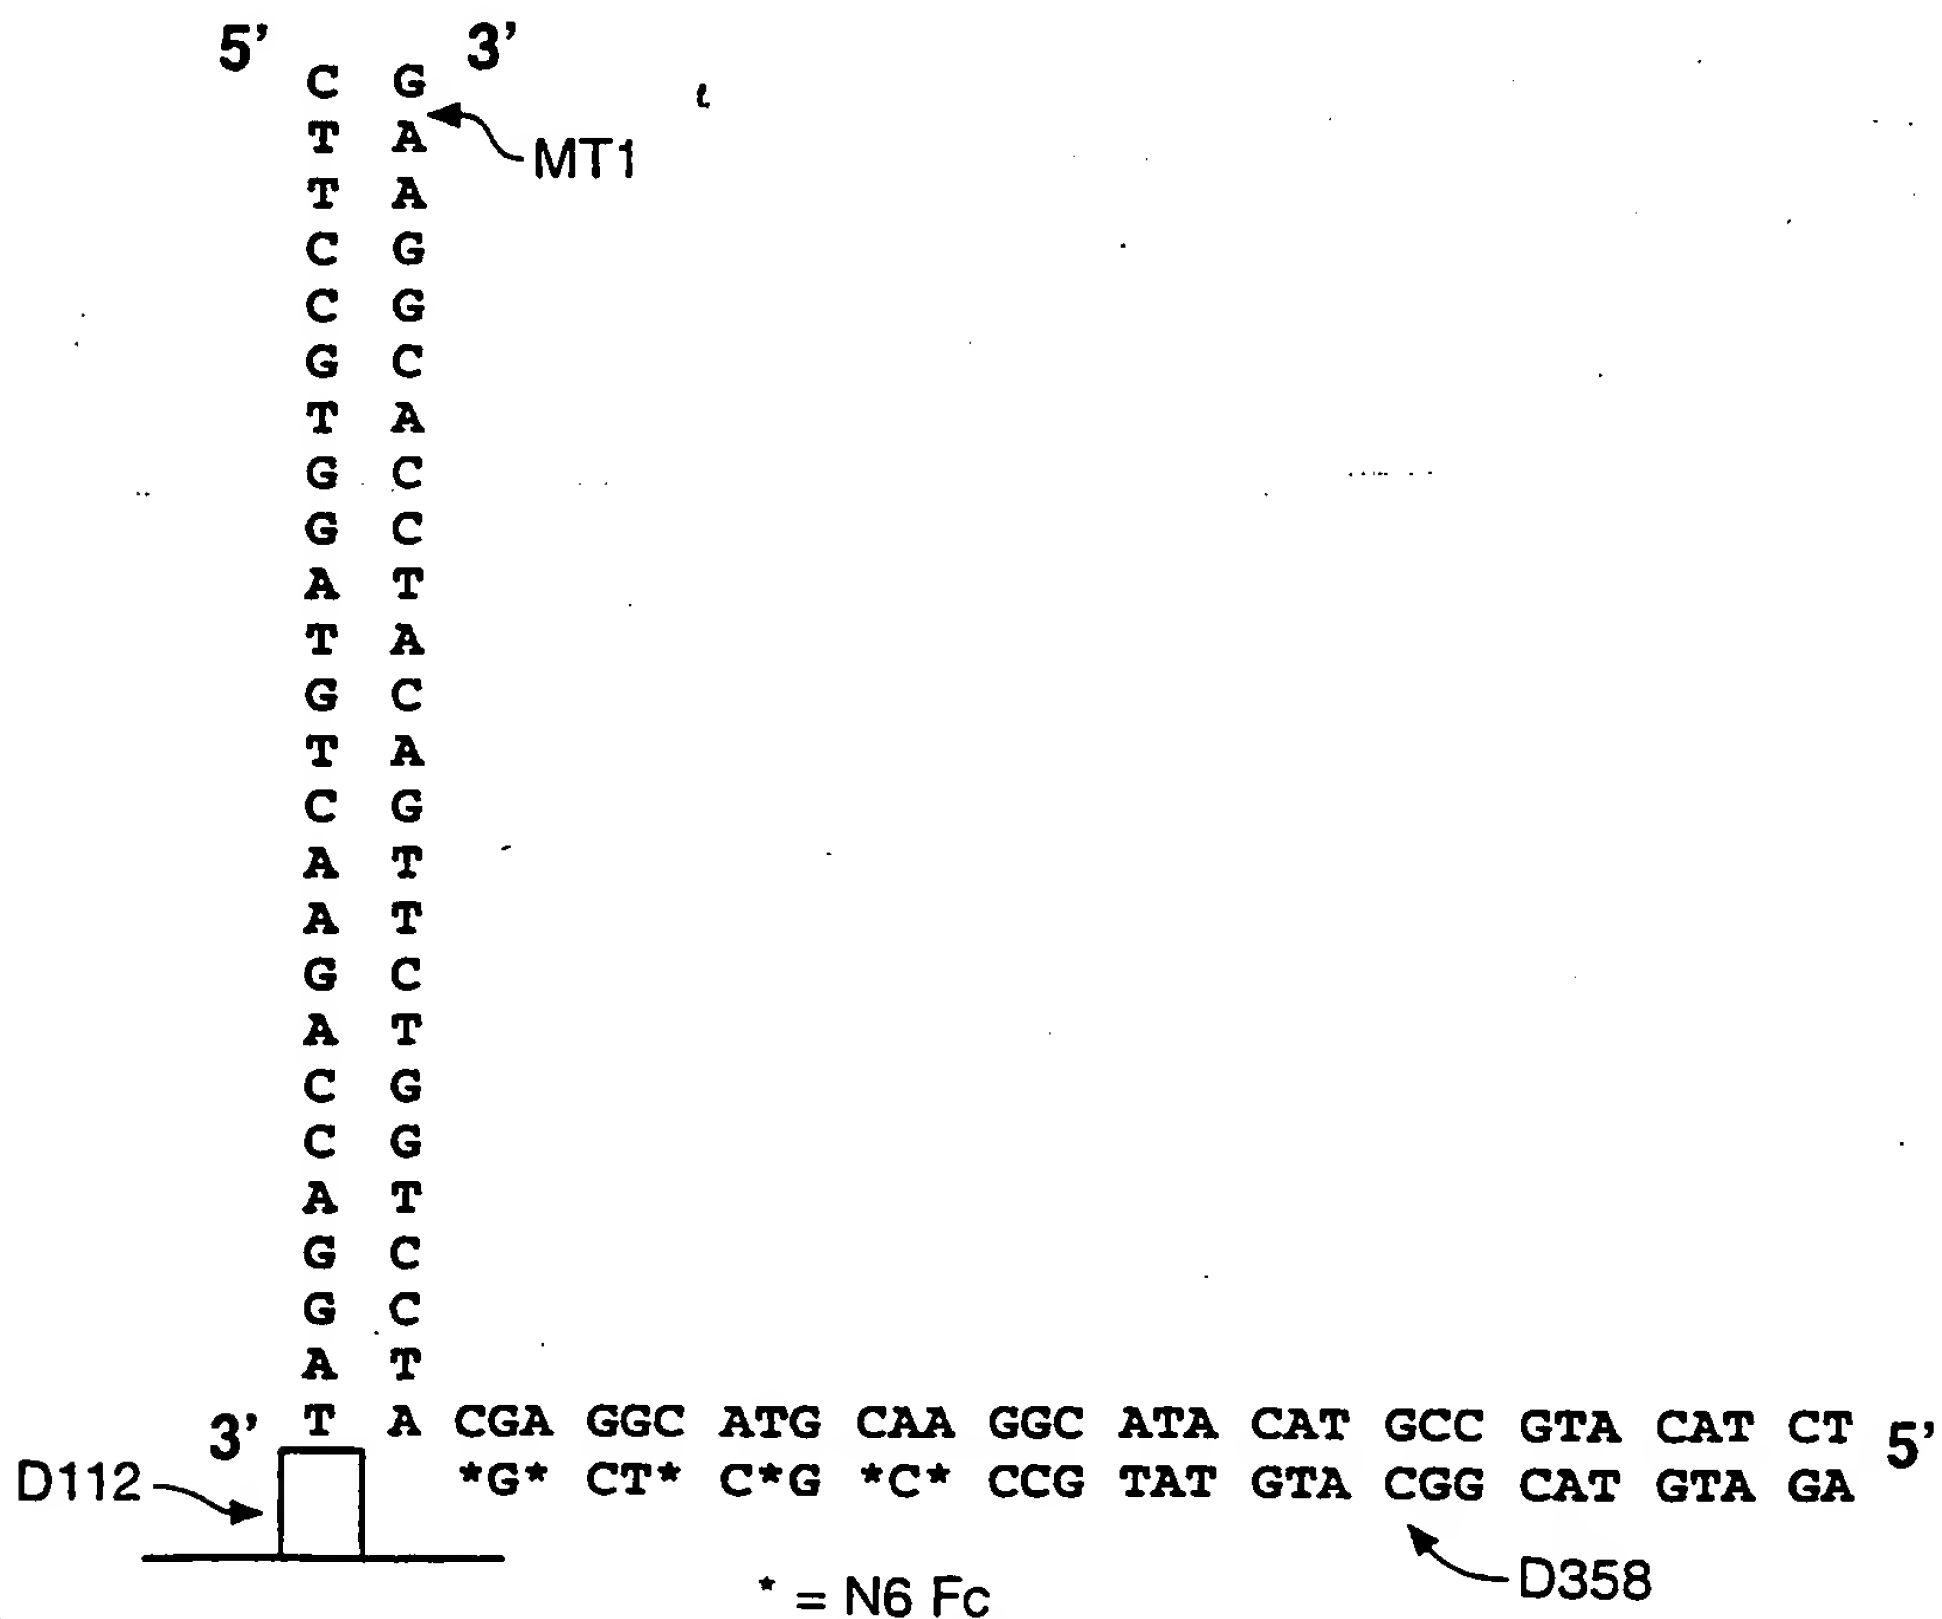 5' C G 3'
T A
MT1
T A
C G
C G
G C
T A
G C
G C
A T
T A
G C
T A
C G
A T
A T
G C
A T
C G
C G
A T
G C
G C
A T
3' T A CGA GGC ATG CAA GGC ATA CAT GCC GTA CAT CT 5'
D112 *G* CT* C*G *C* CCG TAT GTA CGG CAT GTA GA
D358
* = N6 Fc